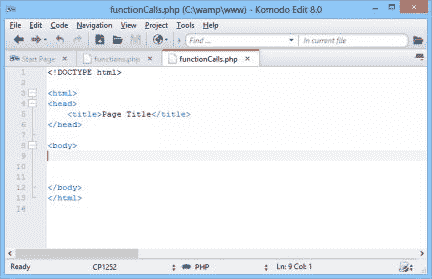 functionCalls.php (C:\wamp\www) - Komodo Edit 8.0
File Edit Code Navigation View Project Tools Help
Find ... in current file
Start Page functions.php functionCalls.php
1 <!DOCTYPE html>
2
3 <html>
4 <head>
5 <title>Page Title</title>
6 </head>
7
8 <body>
9
10
11
12 </body>
13 </html>
14
Ready CP1252 PHP Ln: 9 Col: 1